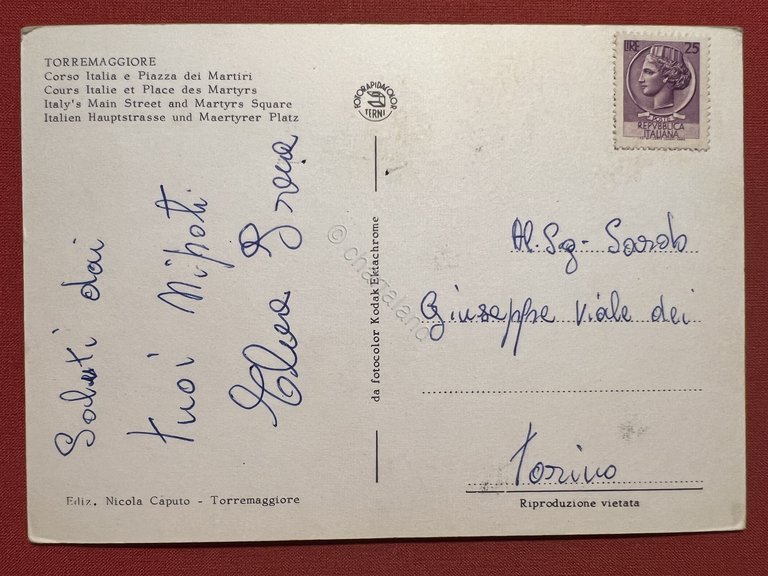 TORREMAGGIORE
Corso Italia e Piazza dei Martiri
Cours Italie et Place des Martyrs
Italy's Main Street and Martyrs Square
Italien Hauptstrasse und Maertyrer Platz
Saluti dai
tuoi Nipoti
FOTORAPIDACOLOR
TERNI
da fotocolor Kodak Ektachrome
LIRE 25
POSTE
REPVBBLICA
ITALIANA
Al. Sg. Sardo
Giuseppe Viale dei
Torino
Ediz. Nicola Caputo - Torremaggiore
Riproduzione vietata